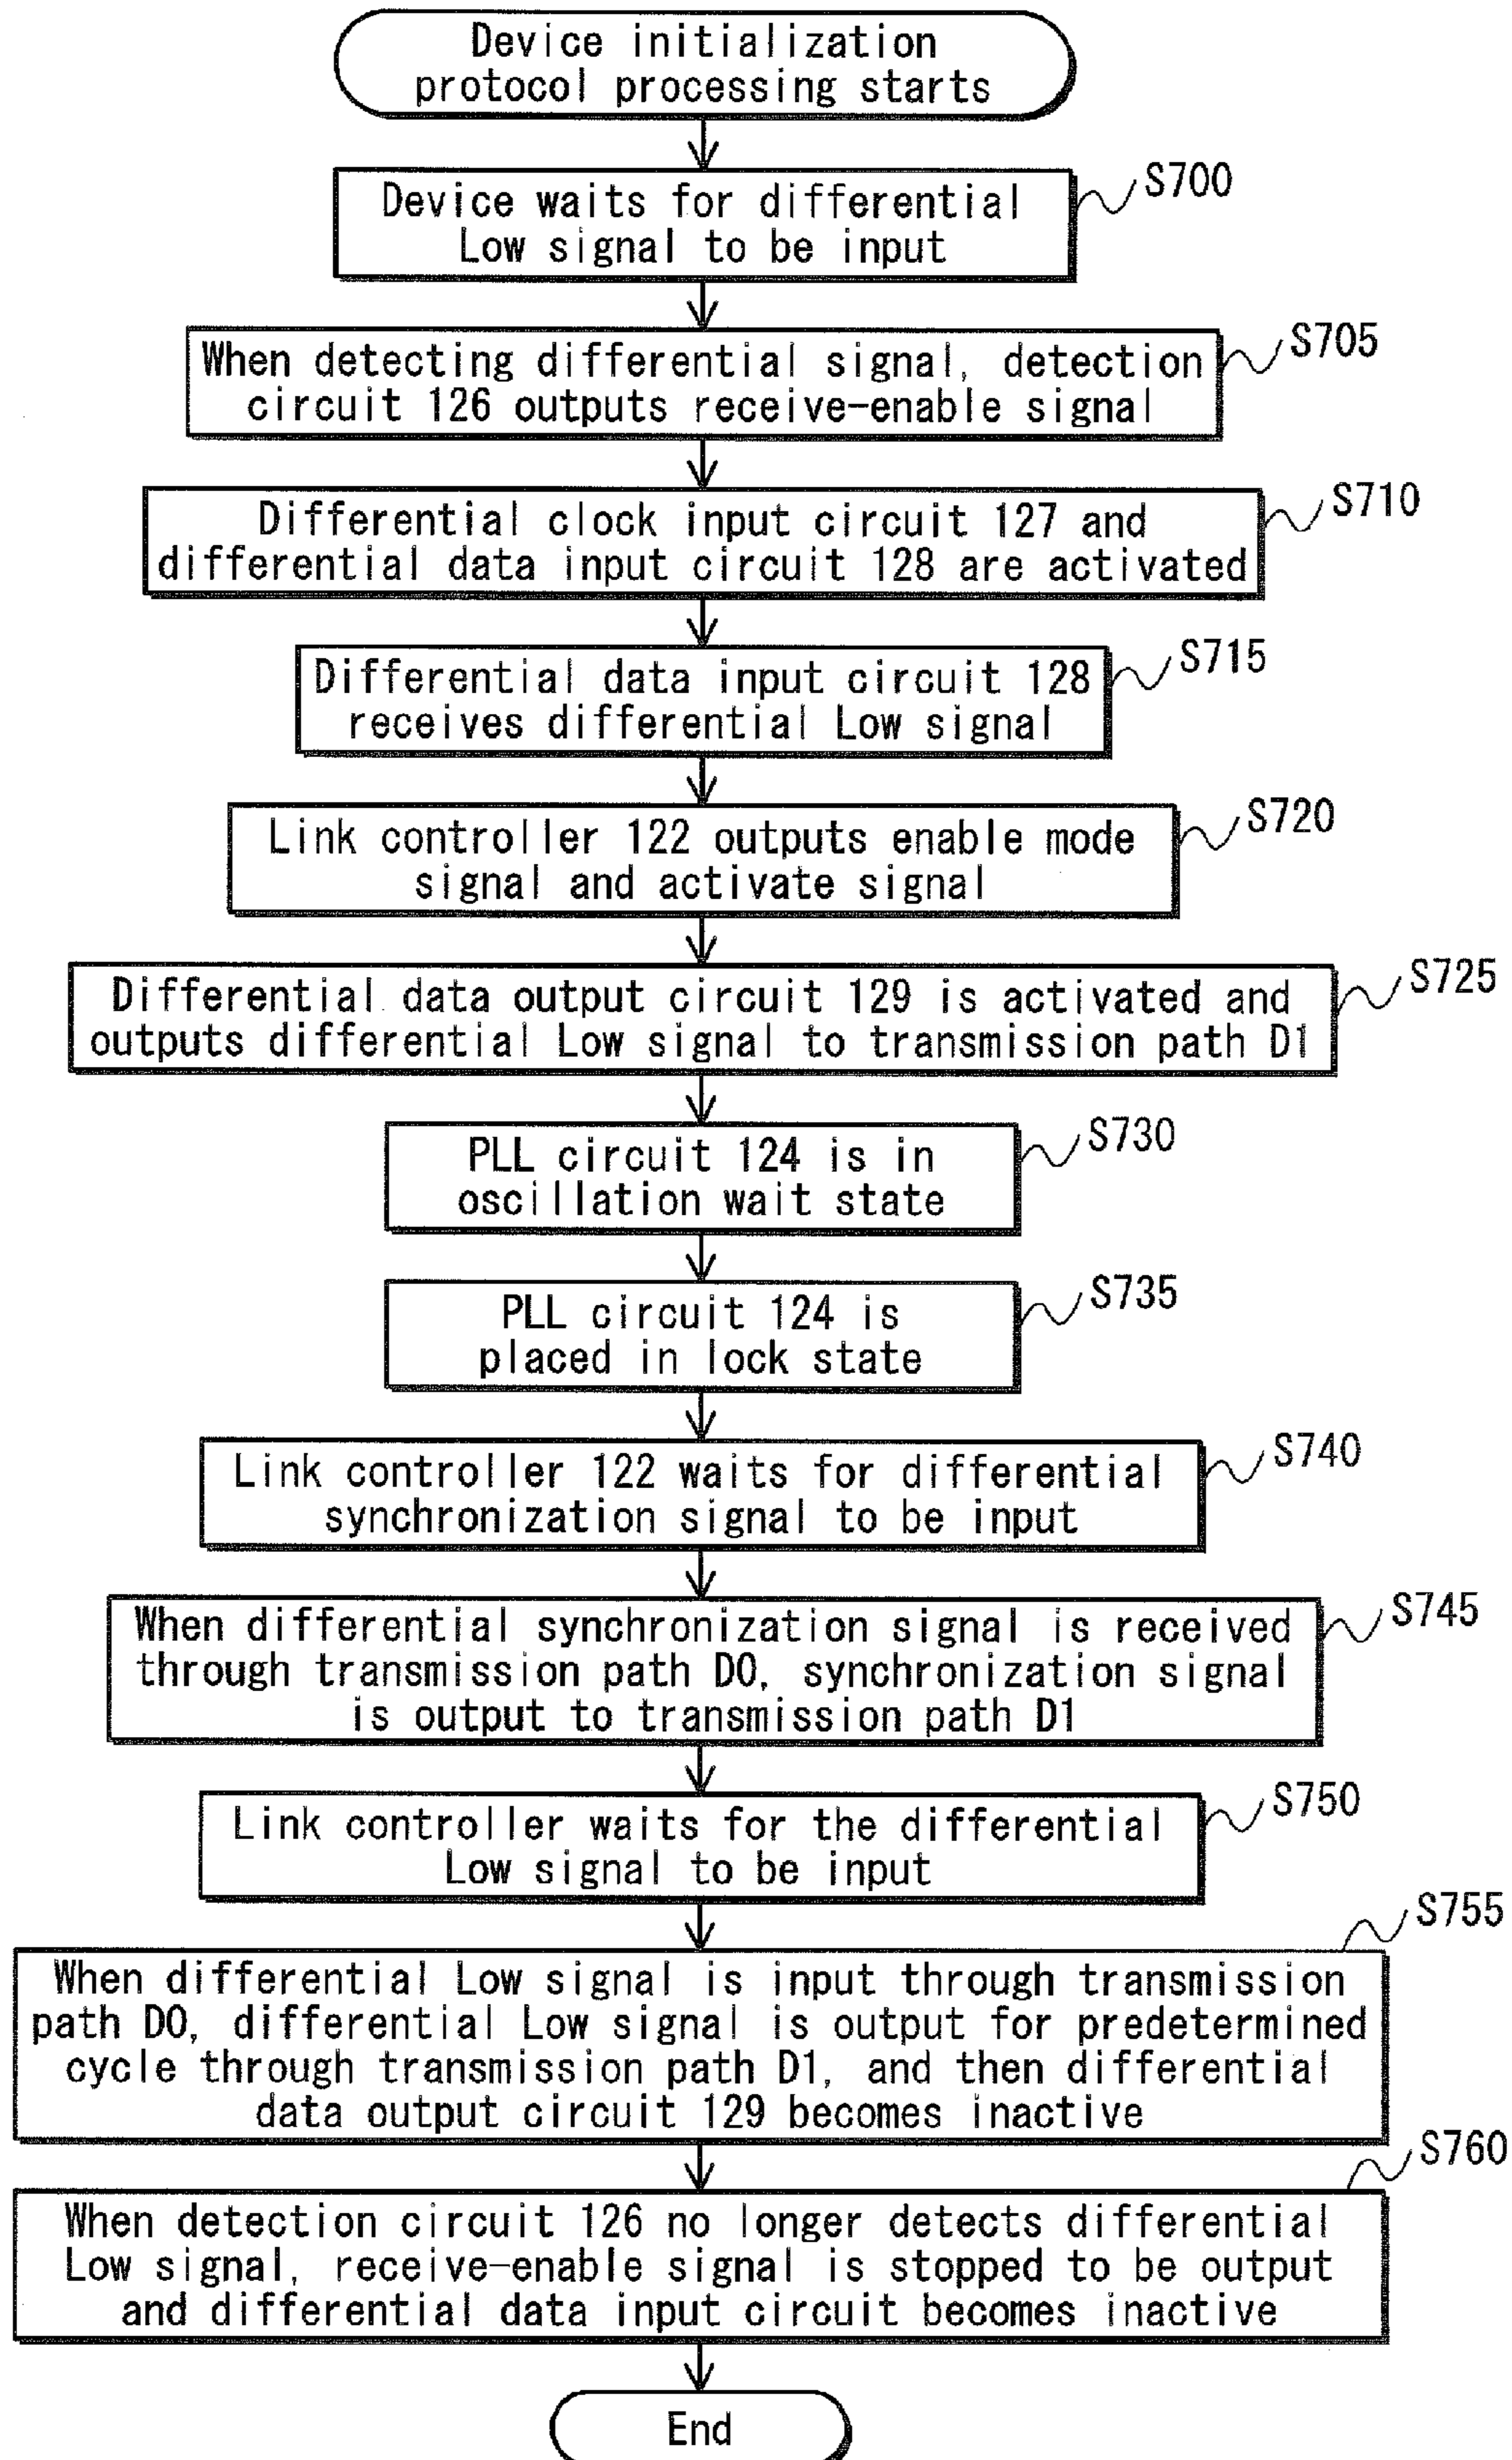 Device initialization
protocol processing starts
Device waits for differential
Low signal to be input
S700
When detecting differential signal, detection
circuit 126 outputs receive-enable signal
S705
Differential clock input circuit 127 and
differential data input circuit 128 are activated
S710
Differential data input circuit 128
receives differential Low signal
S715
Link controller 122 outputs enable mode
signal and activate signal
S720
Differential data output circuit 129 is activated and
outputs differential Low signal to transmission path D1
S725
PLL circuit 124 is in
oscillation wait state
S730
PLL circuit 124 is
placed in lock state
S735
Link controller 122 waits for differential
synchronization signal to be input
S740
When differential synchronization signal is received
through transmission path D0, synchronization signal
is output to transmission path D1
S745
Link controller waits for the differential
Low signal to be input
S750
When differential Low signal is input through transmission
path D0, differential Low signal is output for predetermined
cycle through transmission path D1, and then differential
data output circuit 129 becomes inactive
S755
When detection circuit 126 no longer detects differential
Low signal, receive-enable signal is stopped to be output
and differential data input circuit becomes inactive
S760
End